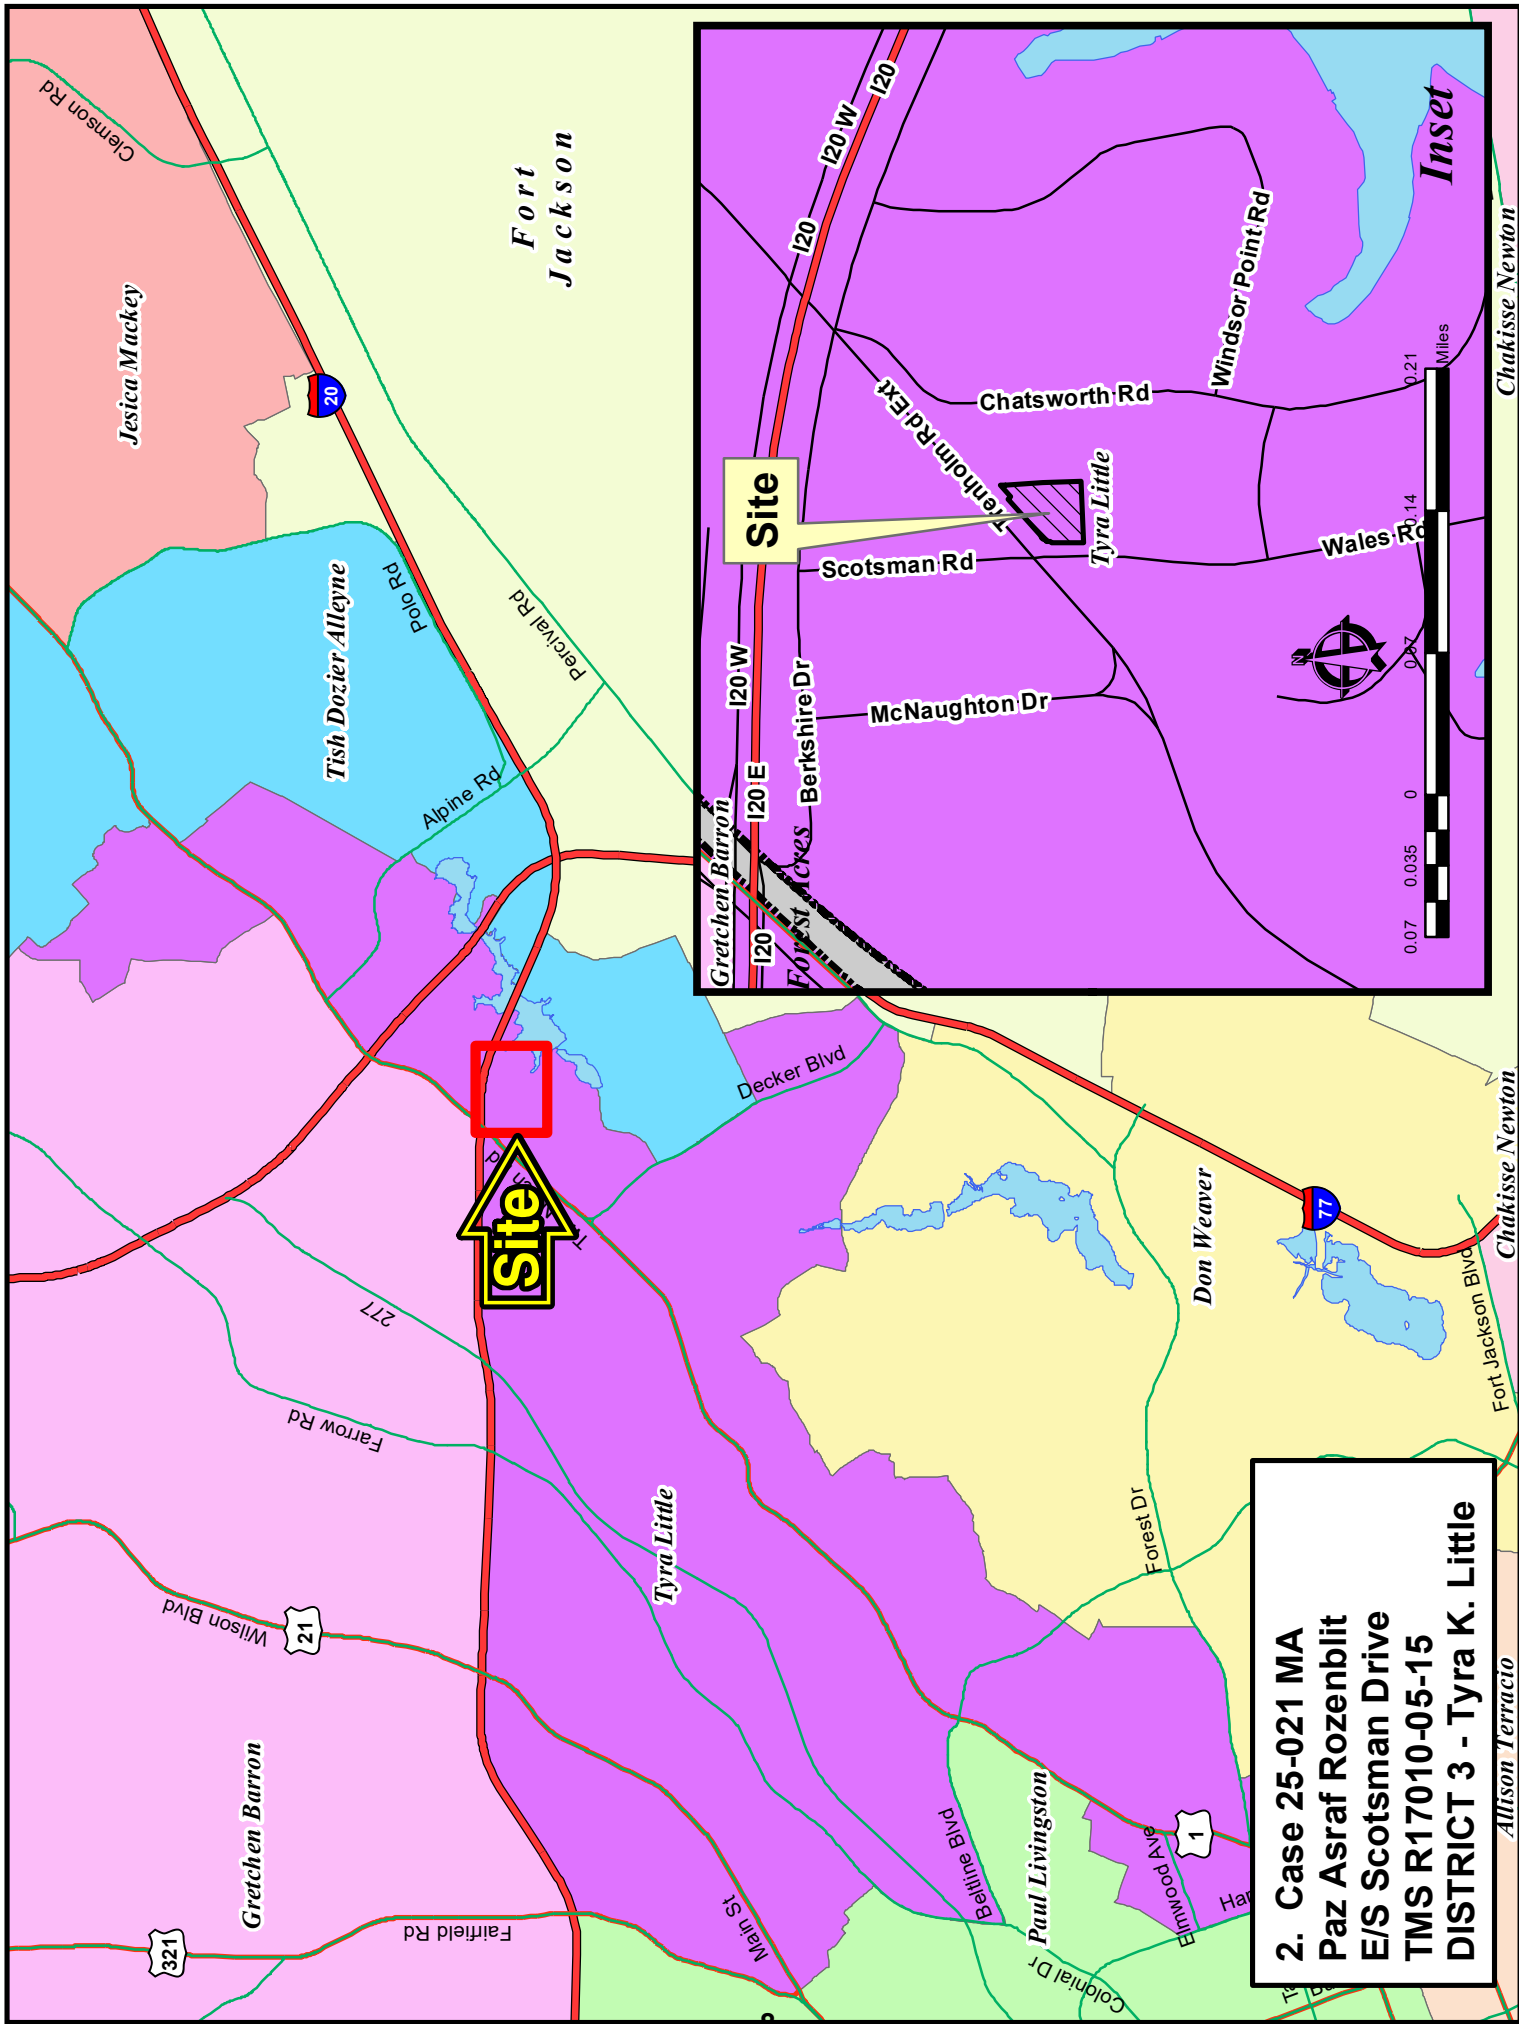 Gretchen Barron
Jesica Mackey
Tish Dozier Alleyne
Tyra Little
Fort
Jackson
Don Weaver
Paul Livingston
Chakisse Newton
Chakisse Newton
Allison Terracio
321
21
20
77
1
Fairfield Rd
Wilson Blvd
Farrow Rd
277
Main St
Colonial Dr
Beltline Blvd
Elmwood Ave
Forest Dr
Fort Jackson Blvd
Decker Blvd
Alpine Rd
Polo Rd
Percival Rd
Clemson Rd
Site
Inset
Site
Gretchen Barron
Forest Acres
Tyra Little
I20
I20 E
I20 W
I20
I20 W
I20
Berkshire Dr
McNaughton Dr
Scotsman Rd
Trenholm Rd Ext
Chatsworth Rd
Windsor Point Rd
Wales Rd
N
0.07 0.035 0 0.07 0.14 0.21
Miles
2. Case 25-021 MA
Paz Asraf Rozenblit
E/S Scotsman Drive
TMS R17010-05-15
DISTRICT 3 - Tyra K. Little